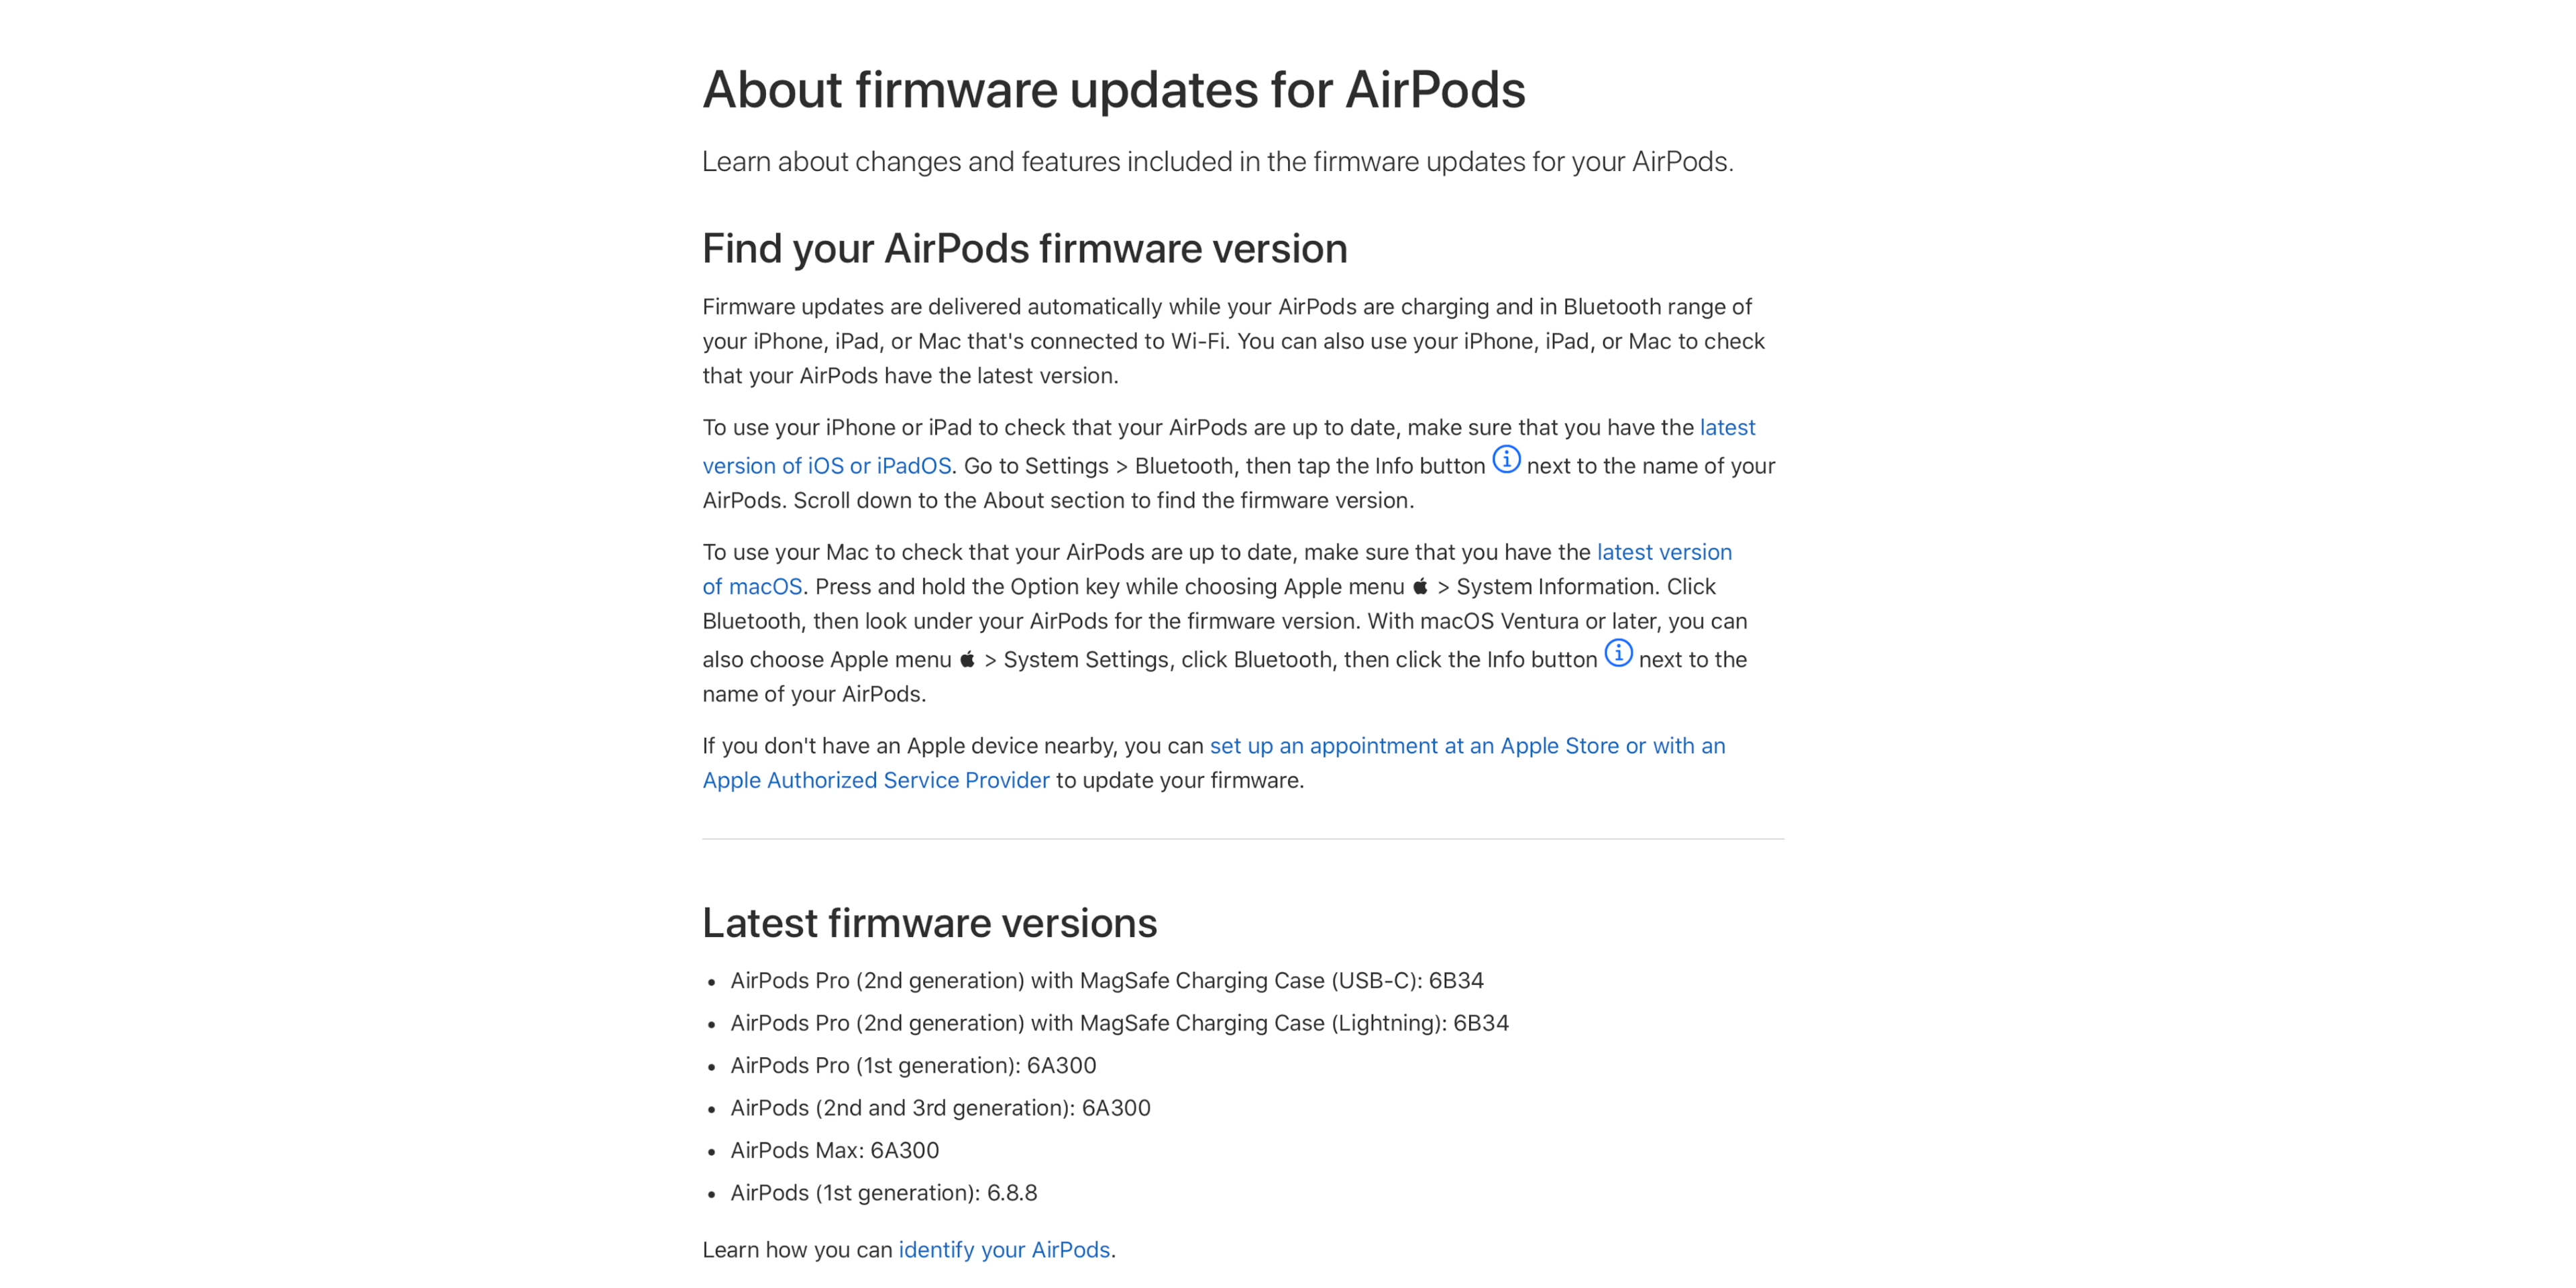 About firmware updates for AirPods
Learn about changes and features included in the firmware updates for your AirPods.
Find your AirPods firmware version
Firmware updates are delivered automatically while your AirPods are charging and in Bluetooth range of
your iPhone, iPad, or Mac that's connected to Wi-Fi. You can also use your iPhone, iPad, or Mac to check
that your AirPods have the latest version.
To use your iPhone or iPad to check that your AirPods are up to date, make sure that you have the latest
version of iOS or iPadOS. Go to Settings > Bluetooth, then tap the Info button next to the name of your
AirPods. Scroll down to the About section to find the firmware version.
To use your Mac to check that your AirPods are up to date, make sure that you have the latest version
of macOS. Press and hold the Option key while choosing Apple menu > System Information. Click
Bluetooth, then look under your AirPods for the firmware version. With macOS Ventura or later, you can
also choose Apple menu > System Settings, click Bluetooth, then click the Info button next to the
name of your AirPods.
If you don't have an Apple device nearby, you can set up an appointment at an Apple Store or with an
Apple Authorized Service Provider to update your firmware.
Latest firmware versions
• AirPods Pro (2nd generation) with MagSafe Charging Case (USB-C): 6B34
• AirPods Pro (2nd generation) with MagSafe Charging Case (Lightning): 6B34
• AirPods Pro (1st generation): 6A300
• AirPods (2nd and 3rd generation): 6A300
• AirPods Max: 6A300
• AirPods (1st generation): 6.8.8
Learn how you can identify your AirPods.